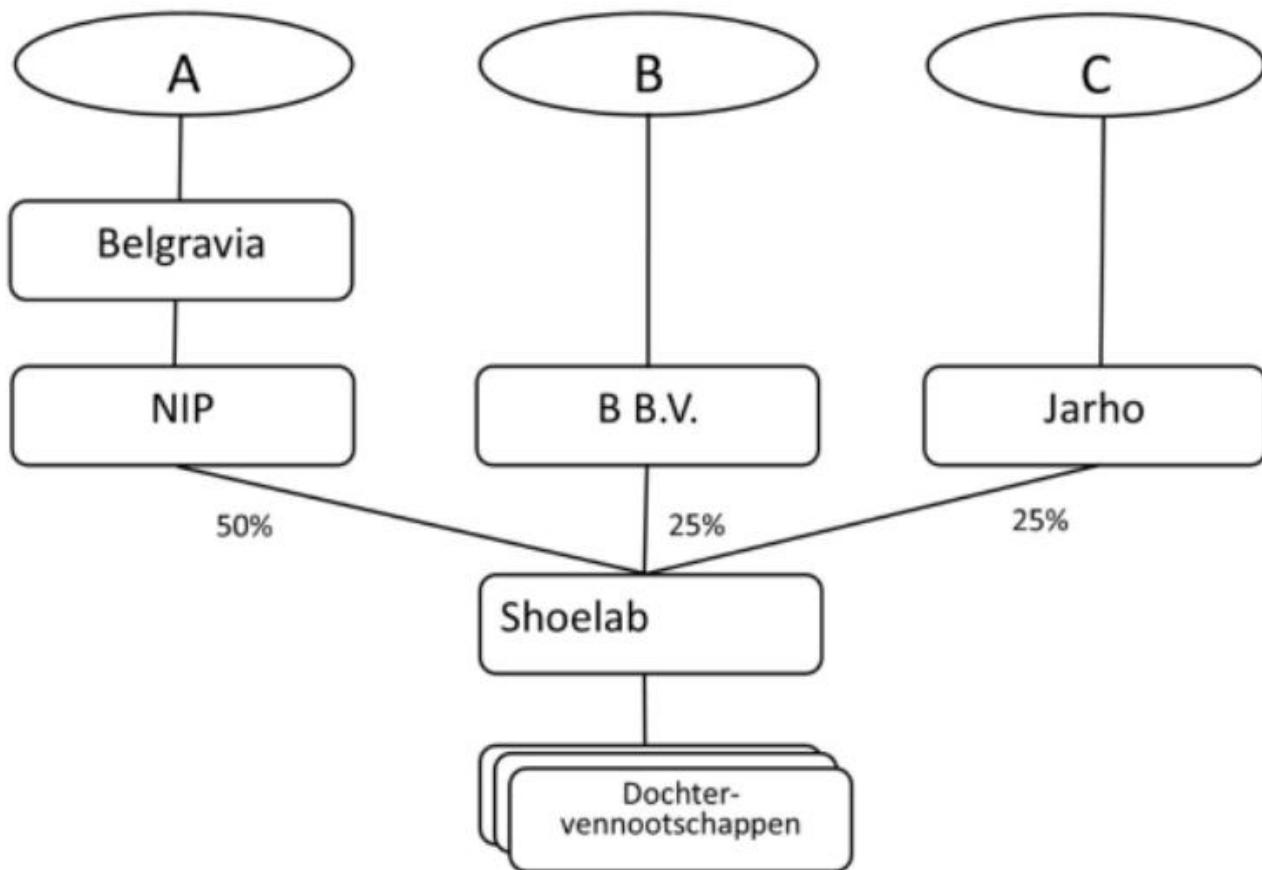 A
B
C
Belgravia
NIP
B B.V.
Jarho
50%
25%
25%
Shoelab
Dochter-
vennootschappen